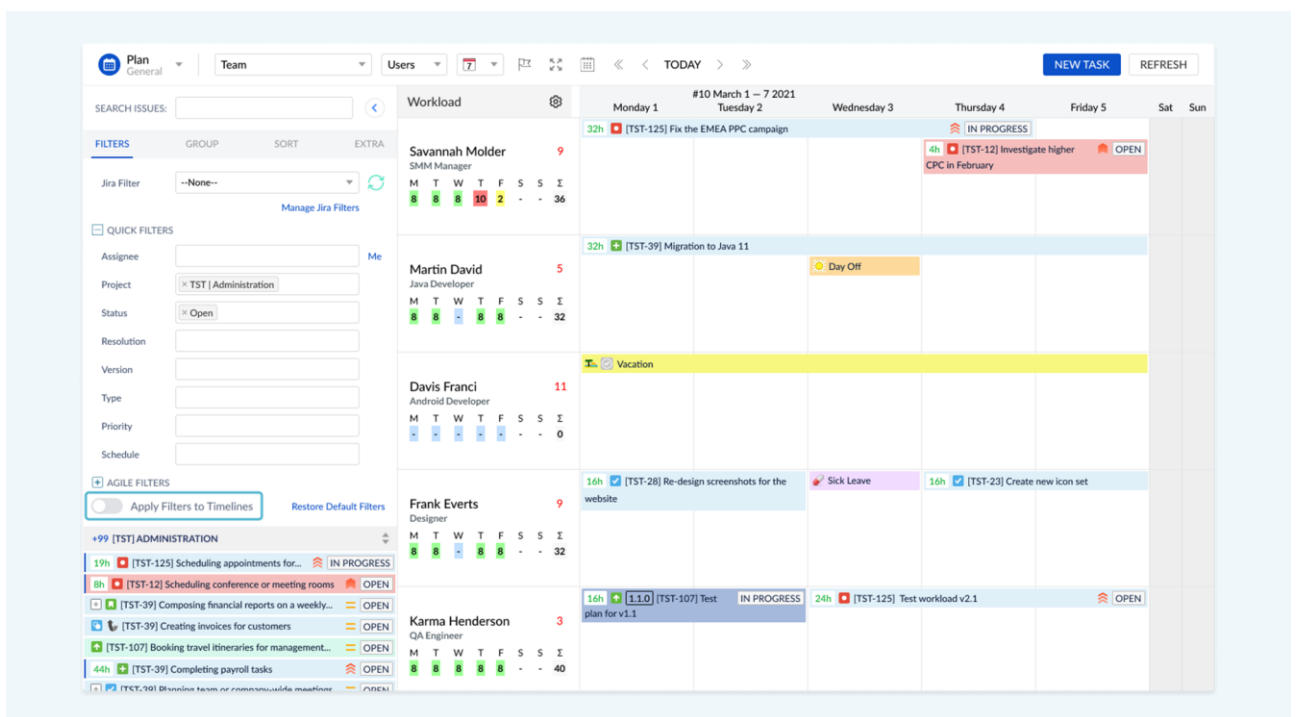 Plan
General
Team
Users
7
TODAY
NEW TASK
REFRESH
SEARCH ISSUES:
FILTERS GROUP SORT EXTRA
Jira Filter --None--
Manage Jira Filters
QUICK FILTERS
Assignee Me
Project × TST | Administration
Status × Open
Resolution
Version
Type
Priority
Schedule
AGILE FILTERS
Apply Filters to Timelines Restore Default Filters
+99 [TST] ADMINISTRATION
19h [TST-125] Scheduling appointments for... IN PROGRESS
8h [TST-12] Scheduling conference or meeting rooms OPEN
[TST-39] Composing financial reports on a weekly... OPEN
[TST-39] Creating invoices for customers OPEN
[TST-107] Booking travel itineraries for management... OPEN
44h [TST-39] Completing payroll tasks OPEN
[TST-39] Planning team or company-wide meetings OPEN
Workload
#10 March 1 — 7 2021
Monday 1 Tuesday 2 Wednesday 3 Thursday 4 Friday 5 Sat Sun
Savannah Molder 9
SMM Manager
M T W T F S S Σ
8 8 8 10 2 - - 36
32h [TST-125] Fix the EMEA PPC campaign IN PROGRESS
4h [TST-12] Investigate higher OPEN
CPC in February
Martin David 5
Java Developer
M T W T F S S Σ
8 8 - 8 8 - - 32
32h [TST-39] Migration to Java 11
Day Off
Davis Franci 11
Android Developer
M T W T F S S Σ
- - - - - - - 0
Vacation
Frank Everts 9
Designer
M T W T F S S Σ
8 8 - 8 8 - - 32
16h [TST-28] Re-design screenshots for the
website
Sick Leave
16h [TST-23] Create new icon set
Karma Henderson 3
QA Engineer
M T W T F S S Σ
8 8 8 8 8 - - 40
16h 1.1.0 [TST-107] Test IN PROGRESS
plan for v1.1
24h [TST-125] Test workload v2.1 OPEN